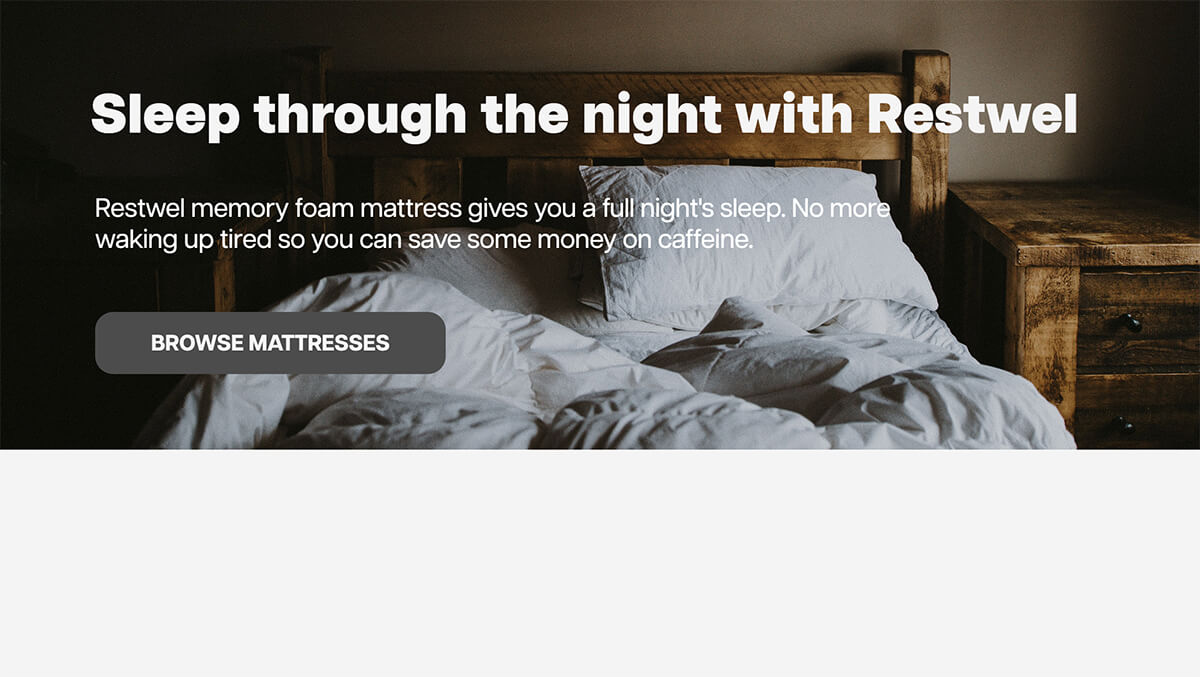 Sleep through the night with Restwel
Restwel memory foam mattress gives you a full night's sleep. No more
waking up tired so you can save some money on caffeine.
BROWSE MATTRESSES